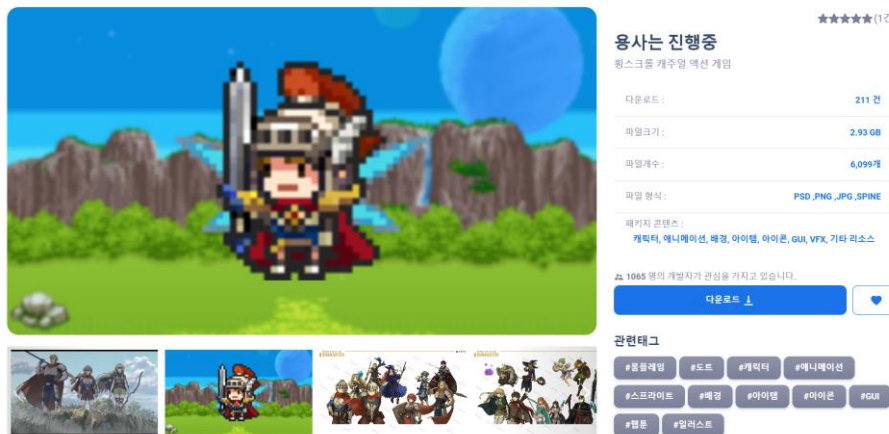 ★★★★★(1건
용사는 진행중
횡스크롤 캐주얼 액션 게임
다운로드 : 211 건
파일크기 : 2.93 GB
파일개수 : 6,099개
파일 형식 : PSD ,PNG ,JPG ,SPINE
패키지 콘텐츠 :
캐릭터, 애니메이션, 배경, 아이템, 아이콘, GUI, VFX, 기타 리소스
1065 명의 개발자가 관심을 가지고 있습니다.
다운로드
관련태그
#롤플레잉 #도트 #캐릭터 #애니메이션
#스프라이트 #배경 #아이템 #아이콘 #GUI
#웹툰 #일러스트